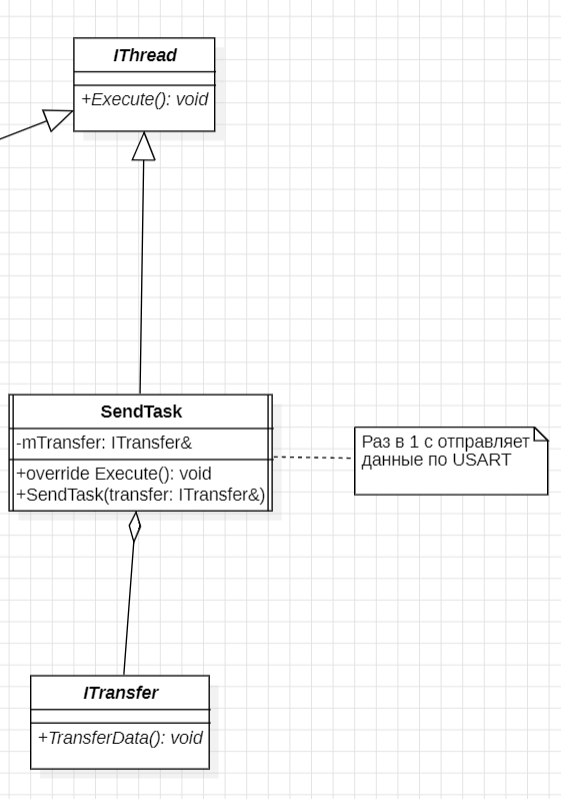 IThread
+Execute(): void
SendTask
-mTransfer: ITransfer&
+override Execute(): void
+SendTask(transfer: ITransfer&)
Раз в 1 с отправляет
данные по USART
ITransfer
+TransferData(): void